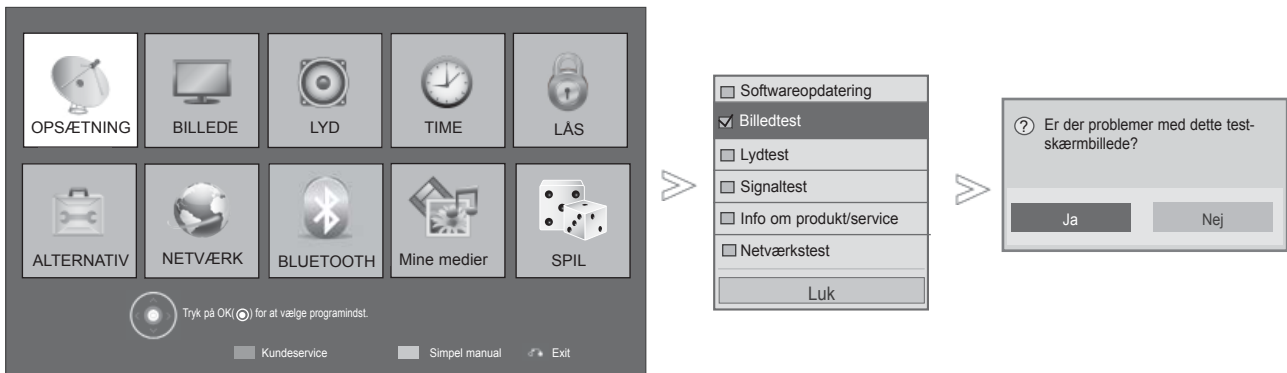 OPSÆTNING
BILLEDE
LYD
TIME
LÅS
ALTERNATIV
NETVÆRK
BLUETOOTH
Mine medier
SPIL
Tryk på OK( ) for at vælge programindst.
Kundeservice
Simpel manual
Exit
Softwareopdatering
Billedtest
Lydtest
Signaltest
Info om produkt/service
Netværkstest
Luk
? Er der problemer med dette test-
skærmbillede?
Ja
Nej